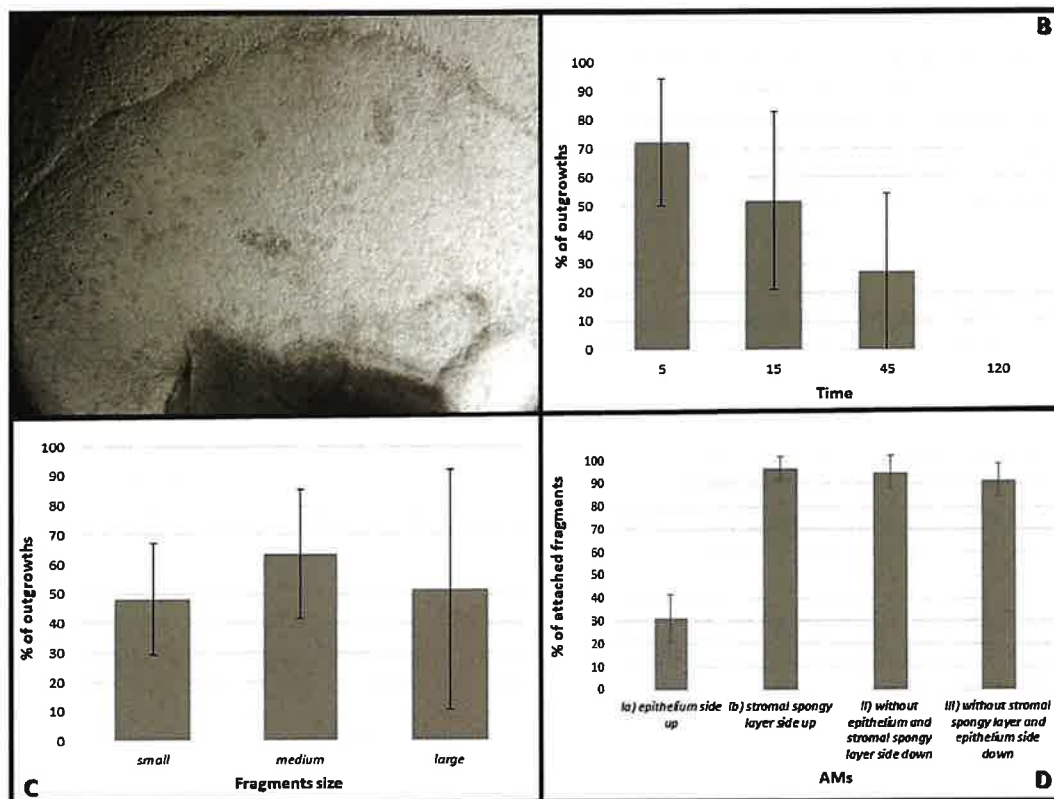 B
100
90
80
70
60
50
40
30
20
10
0
% of outgrowths
5 15 45 120
Time
100
90
80
70
60
50
40
30
20
10
0
% of outgrowths
small medium large
Fragments size
C
100
90
80
70
60
50
40
30
20
10
0
% of attached fragments
Ia) epithelium side
up
Ib) stromal spongy
layer side up
II) without
epithelium and
stromal spongy
layer side down
III) without stromal
spongy layer and
epithelium side
down
AMs
D